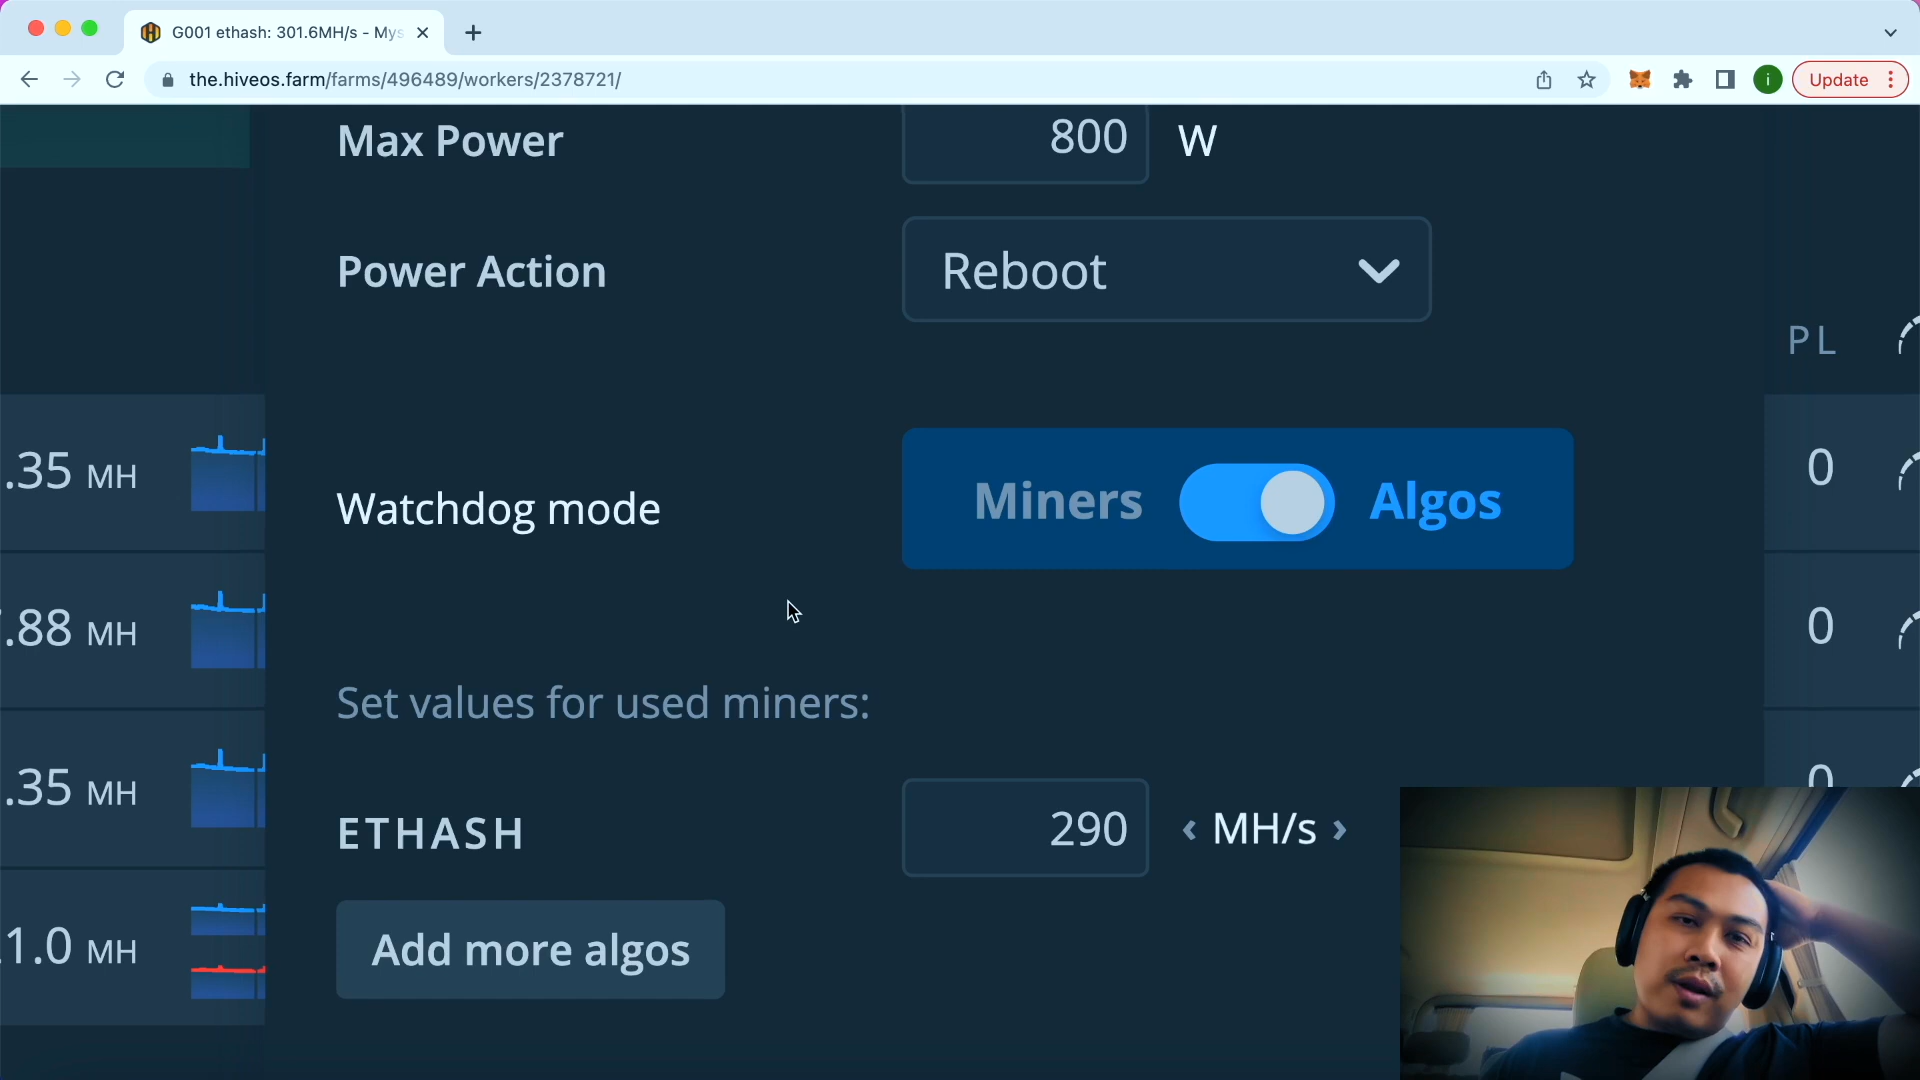 G001 ethash: 301.6MH/s - Mys
the.hiveos.farm/farms/496489/workers/2378721/
i
Update
Max Power
800
W
Power Action
Reboot
PL
.35 MH
Watchdog mode
Miners
Algos
0
.88 MH
0
Set values for used miners:
.35 MH
0
ETHASH
290
‹ MH/s ›
1.0 MH
Add more algos